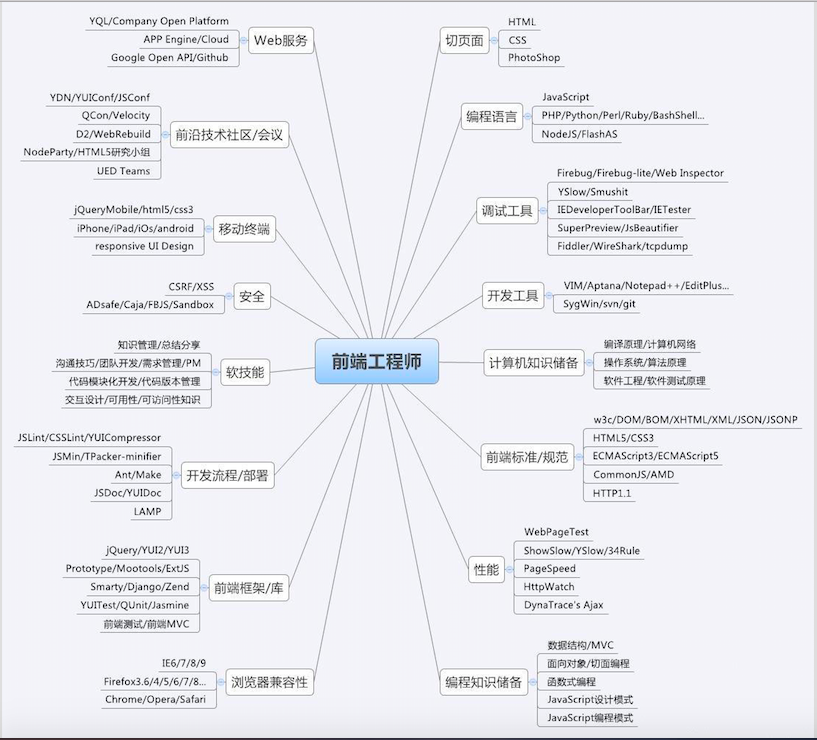 前端工程师
Web服务
YQL/Company Open Platform
APP Engine/Cloud
Google Open API/Github
前沿技术社区/会议
YDN/YUIConf/JSConf
QCon/Velocity
D2/WebRebuild
NodeParty/HTML5研究小组
UED Teams
移动终端
jQueryMobile/html5/css3
iPhone/iPad/iOs/android
responsive UI Design
安全
CSRF/XSS
ADsafe/Caja/FBJS/Sandbox
软技能
知识管理/总结分享
沟通技巧/团队开发/需求管理/PM
代码模块化开发/代码版本管理
交互设计/可用性/可访问性知识
开发流程/部署
JSLint/CSSLint/YUICompressor
JSMin/TPacker-minifier
Ant/Make
JSDoc/YUIDoc
LAMP
前端框架/库
jQuery/YUI2/YUI3
Prototype/Mootools/ExtJS
Smarty/Django/Zend
YUITest/QUnit/Jasmine
前端测试/前端MVC
浏览器兼容性
IE6/7/8/9
Firefox3.6/4/5/6/7/8...
Chrome/Opera/Safari
切页面
HTML
CSS
PhotoShop
编程语言
JavaScript
PHP/Python/Perl/Ruby/BashShell...
NodeJS/FlashAS
调试工具
Firebug/Firebug-lite/Web Inspector
YSlow/Smushit
IEDeveloperToolBar/IETester
SuperPreview/JsBeautifier
Fiddler/WireShark/tcpdump
开发工具
VIM/Aptana/Notepad++/EditPlus...
SygWin/svn/git
计算机知识储备
编译原理/计算机网络
操作系统/算法原理
软件工程/软件测试原理
前端标准/规范
w3c/DOM/BOM/XHTML/XML/JSON/JSONP
HTML5/CSS3
ECMAScript3/ECMAScript5
CommonJS/AMD
HTTP1.1
性能
WebPageTest
ShowSlow/YSlow/34Rule
PageSpeed
HttpWatch
DynaTrace's Ajax
编程知识储备
数据结构/MVC
面向对象/切面编程
函数式编程
JavaScript设计模式
JavaScript编程模式